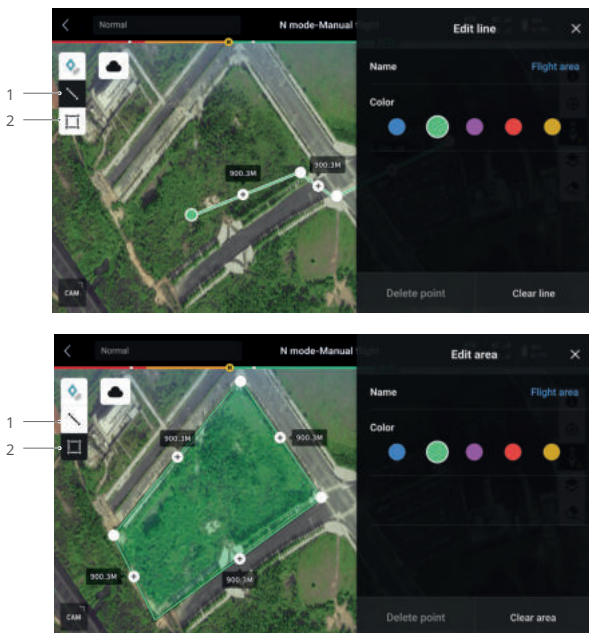 Normal
N mode-Manual
Edit line
Name
Flight area
Color
1
2
900.3M
900.3M
CAM
Delete point
Clear line
Normal
N mode-Manual flight
Edit area
Name
Flight area
Color
1
2
900.3M
900.3M
900.3M
900.3M
CAM
Delete point
Clear area